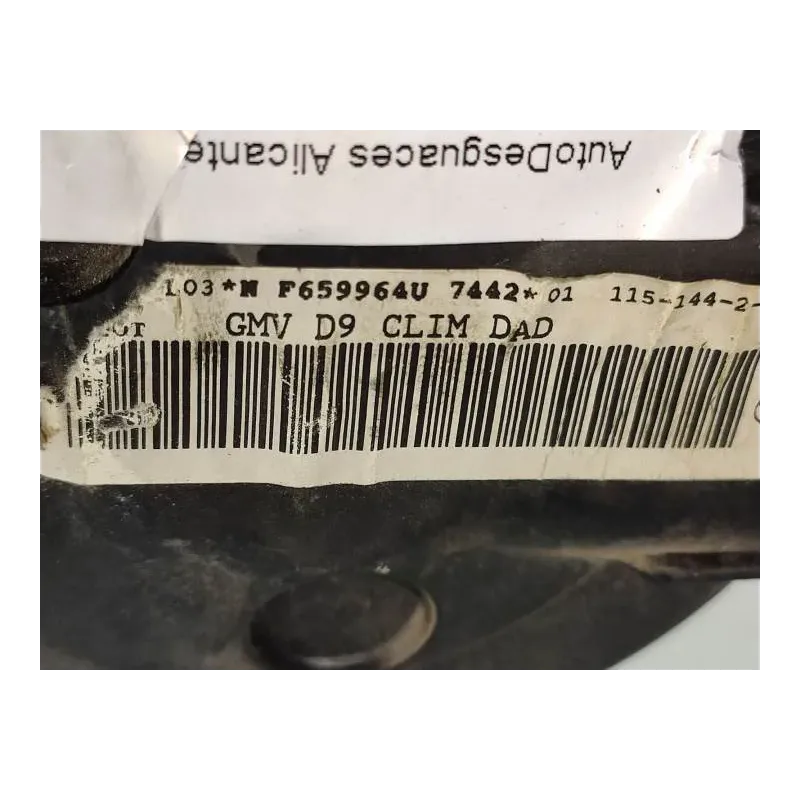 AutoDesguaces Alicante
L03*N F659964U 7442* 01 115-144-2-
GMV D9 CLIM DAD